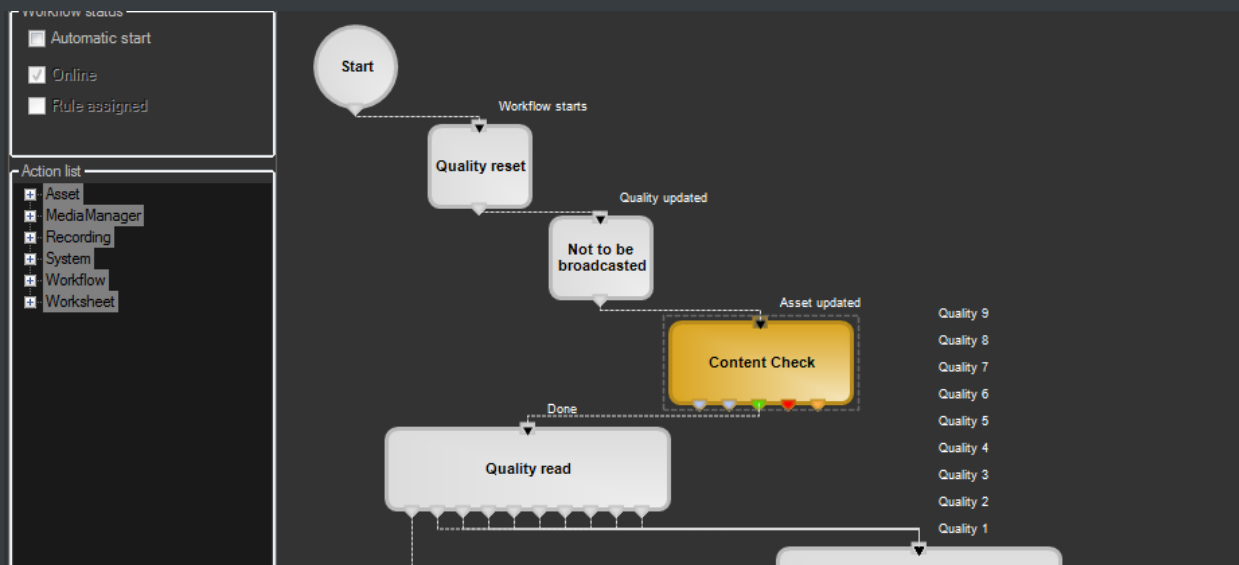 Workflow status
Automatic start
Online
Rule assigned
Action list
Asset
MediaManager
Recording
System
Workflow
Worksheet
Start
Workflow starts
Quality reset
Quality updated
Not to be
broadcasted
Asset updated
Content Check
Done
Quality read
Quality 9
Quality 8
Quality 7
Quality 6
Quality 5
Quality 4
Quality 3
Quality 2
Quality 1